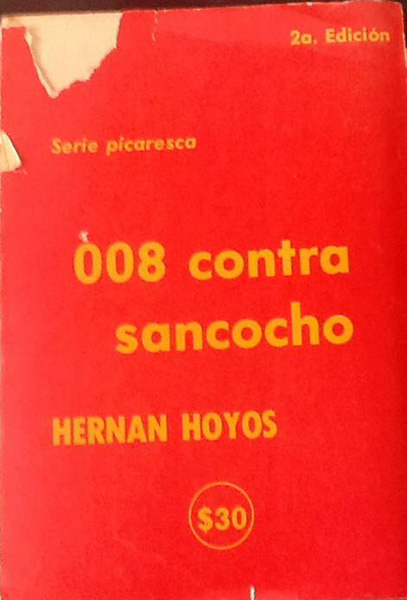 2a. Edición
Serie picaresca
008 contra
sancocho
HERNAN HOYOS
$30